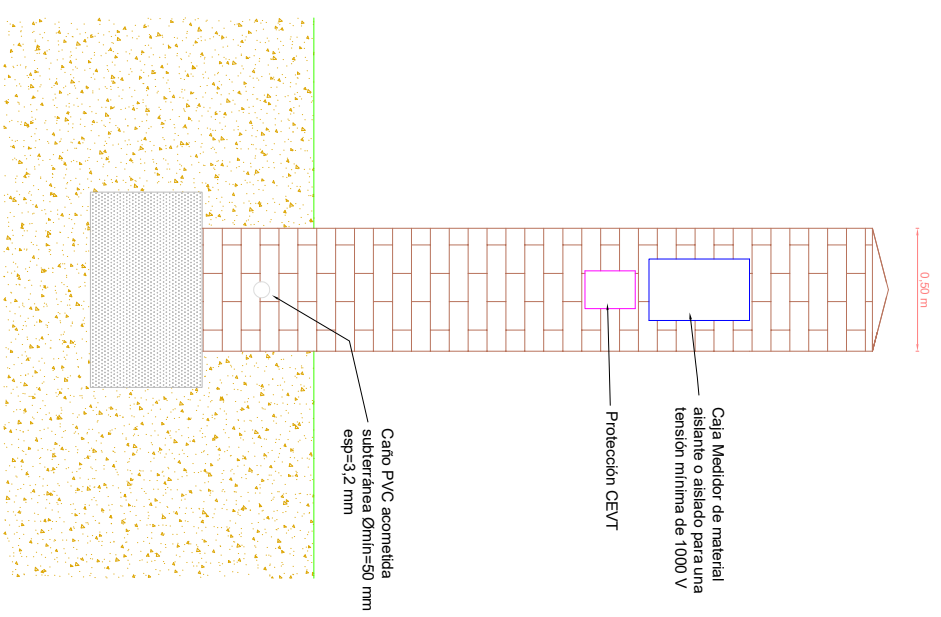 0,50 m
Caja Medidor de material
aislante o aislado para una
tensión mínima de 1000 V
Protección CEVT
Caño PVC acometida
subterránea Ømín=50 mm
esp=3,2 mm